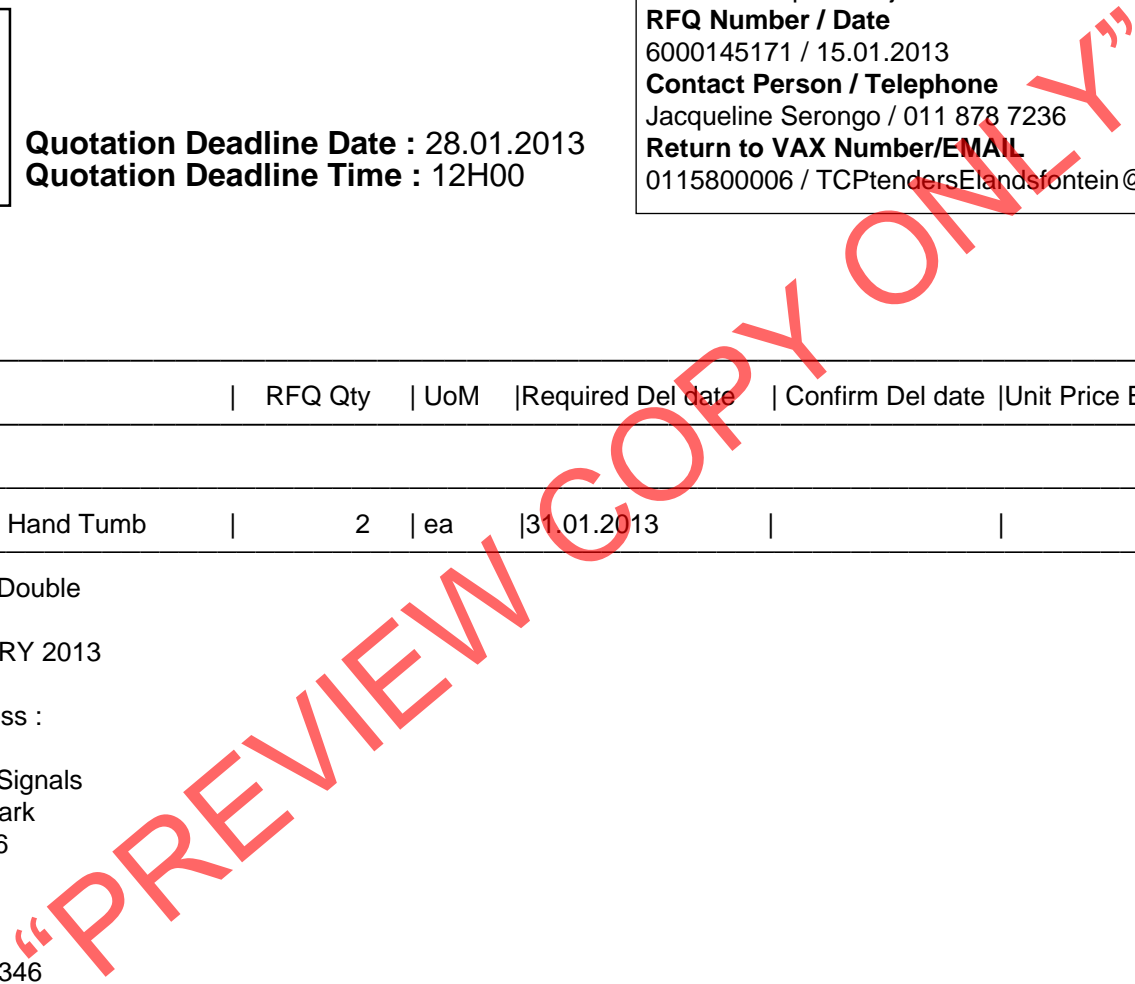 RFQ Number / Date
6000145171 / 15.01.2013
Contact Person / Telephone
Jacqueline Serongo / 011 878 7236
Return to VAX Number/EMAIL
0115800006 / TCPtendersElandsfontein@
Quotation Deadline Date : 28.01.2013
Quotation Deadline Time : 12H00
| RFQ Qty | UoM |Required Del date | Confirm Del date |Unit Price
Hand Tumb | 2 | ea |31.01.2013 | |
Double
RY 2013
ss :
Signals
ark
6
346
“PREVIEW COPY ONLY”